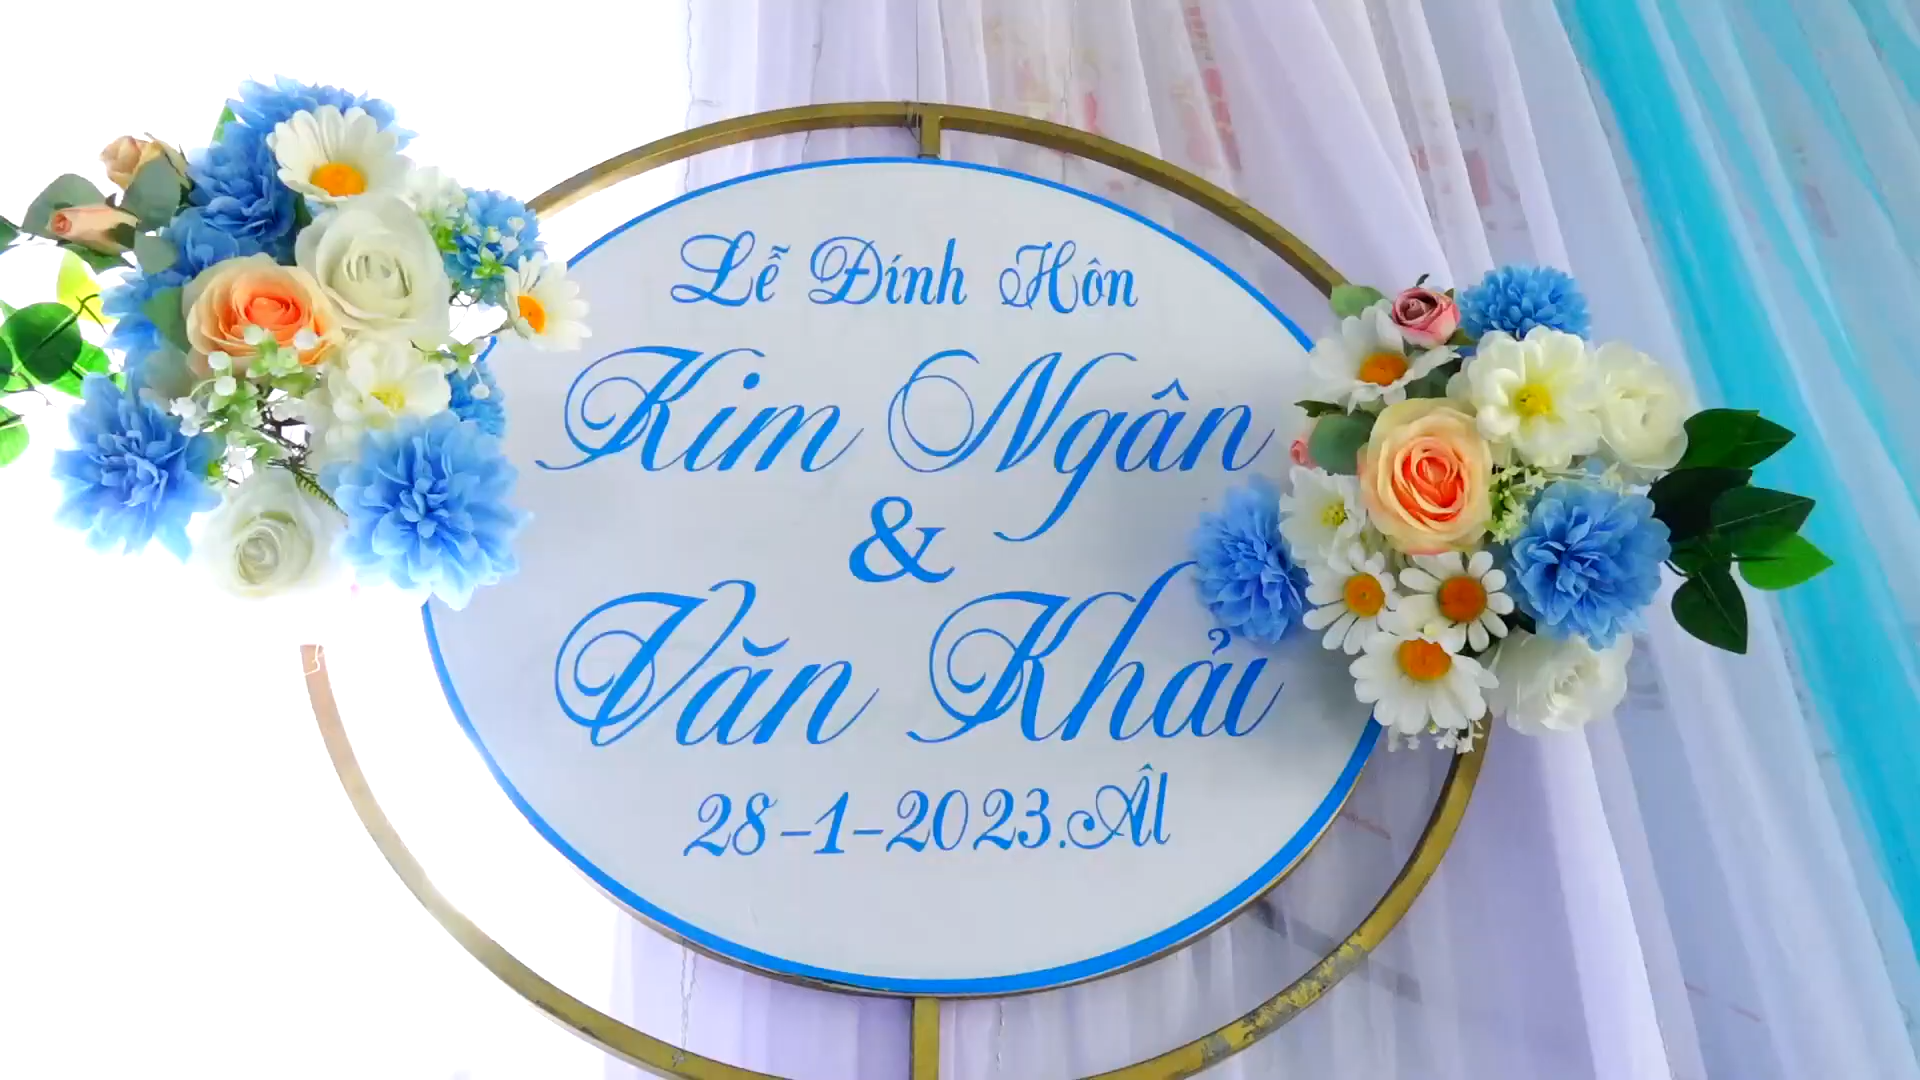 Lễ Đính Hôn
Kim Ngân
&
Văn Khải
28-1-2023.Âl